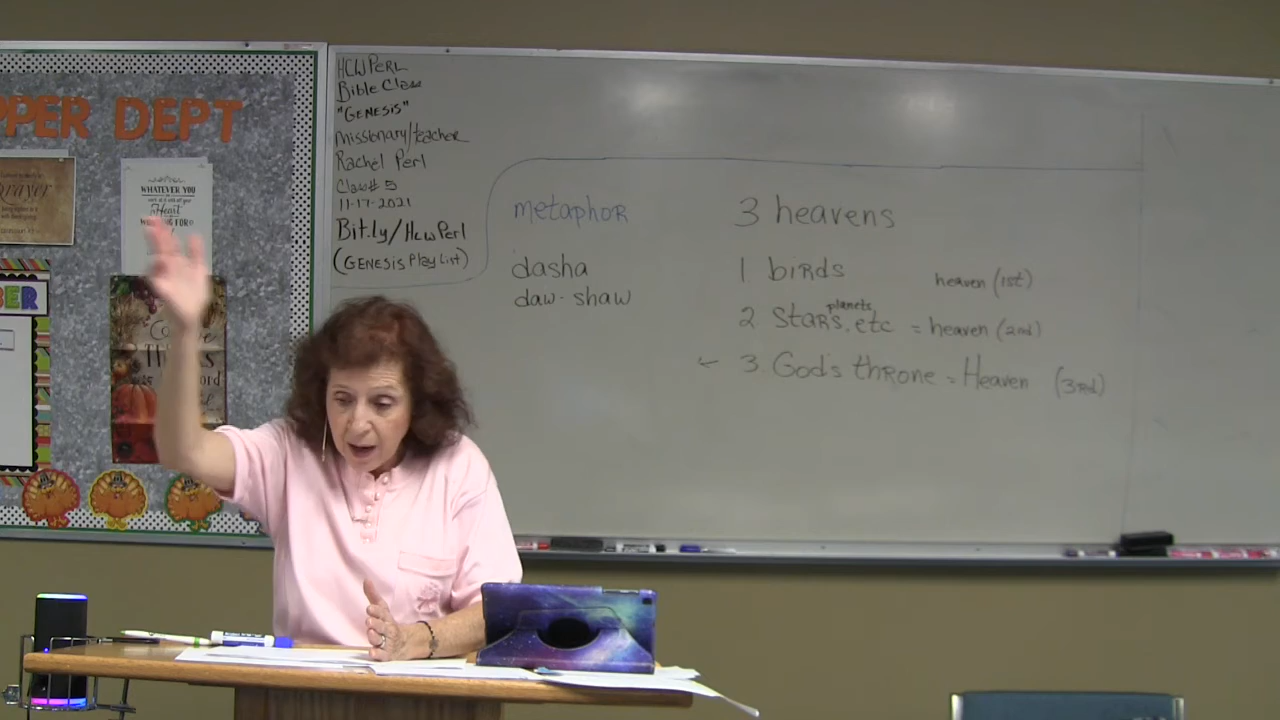 PPER DEPT
Prayer
WHATEVER YOU
Heart
BER
HCW PERL
Bible Class
"GENESIS"
missionary/teacher
Rachel Perl
Class# 5
11-17-2021
Bit.ly/HcwPerl
(GENESIS Play List)
metaphor
dasha
daw-shaw
3 heavens
1 birds heaven (1st)
planets
2 Stars, etc = heaven (2nd)
← 3. God's throne = Heaven (3rd)